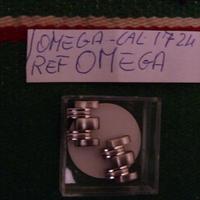 OMEGA-CAL 1724
REF OMEGA